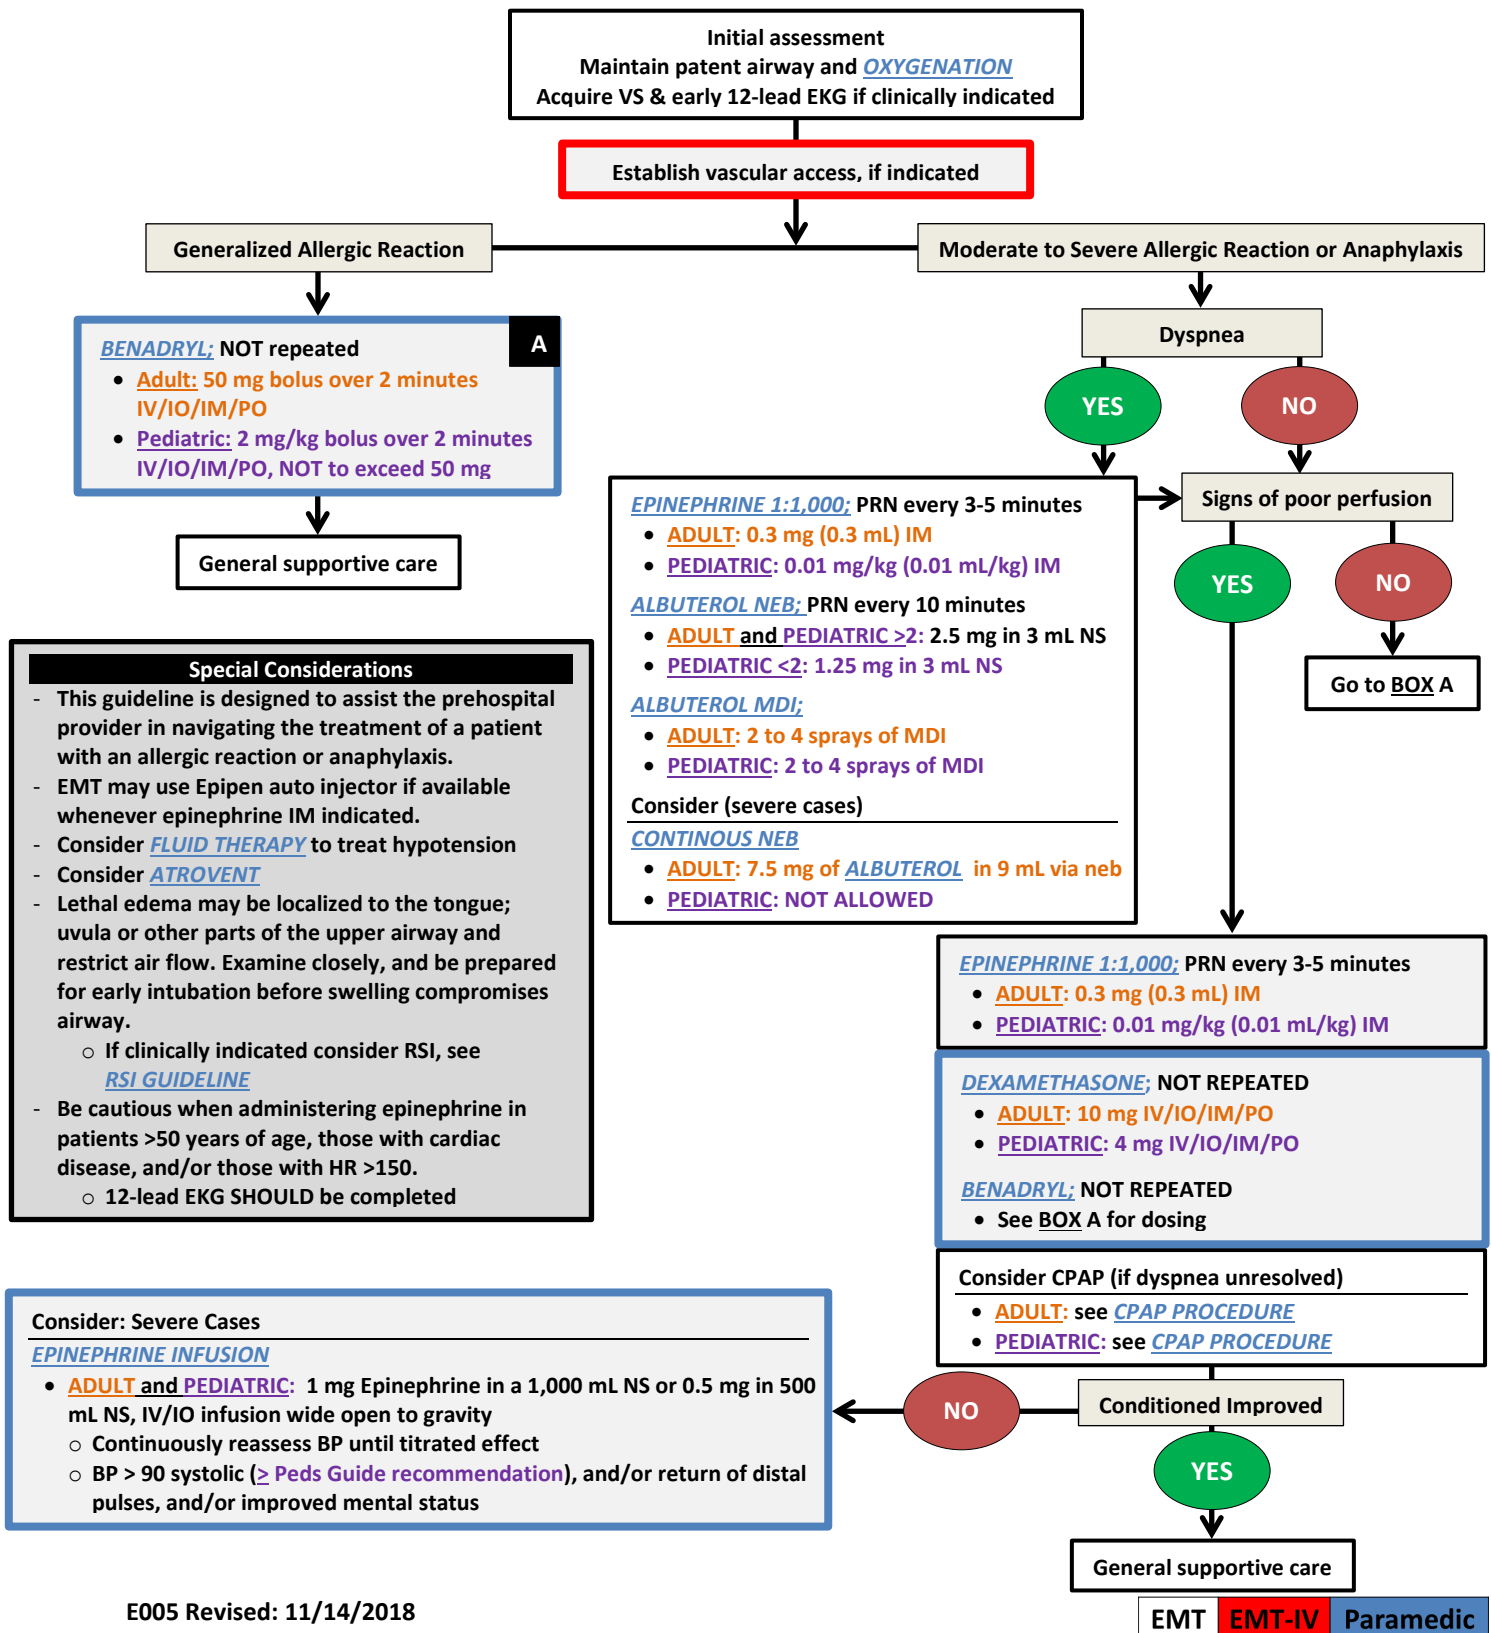 Initial assessment
Maintain patent airway and OXYGENATION
Acquire VS & early 12-lead EKG if clinically indicated
Establish vascular access, if indicated
Generalized Allergic Reaction
Moderate to Severe Allergic Reaction or Anaphylaxis
A
BENADRYL; NOT repeated
• Adult: 50 mg bolus over 2 minutes
IV/IO/IM/PO
• Pediatric: 2 mg/kg bolus over 2 minutes
IV/IO/IM/PO, NOT to exceed 50 mg
General supportive care
Dyspnea
YES
NO
EPINEPHRINE 1:1,000; PRN every 3-5 minutes
• ADULT: 0.3 mg (0.3 mL) IM
• PEDIATRIC: 0.01 mg/kg (0.01 mL/kg) IM
ALBUTEROL NEB; PRN every 10 minutes
• ADULT and PEDIATRIC >2: 2.5 mg in 3 mL NS
• PEDIATRIC <2: 1.25 mg in 3 mL NS
ALBUTEROL MDI;
• ADULT: 2 to 4 sprays of MDI
• PEDIATRIC: 2 to 4 sprays of MDI
Consider (severe cases)
CONTINOUS NEB
• ADULT: 7.5 mg of ALBUTEROL in 9 mL via neb
• PEDIATRIC: NOT ALLOWED
Signs of poor perfusion
YES
NO
Go to BOX A
Special Considerations
- This guideline is designed to assist the prehospital
provider in navigating the treatment of a patient
with an allergic reaction or anaphylaxis.
- EMT may use Epipen auto injector if available
whenever epinephrine IM indicated.
- Consider FLUID THERAPY to treat hypotension
- Consider ATROVENT
- Lethal edema may be localized to the tongue;
uvula or other parts of the upper airway and
restrict air flow. Examine closely, and be prepared
for early intubation before swelling compromises
airway.
○ If clinically indicated consider RSI, see
RSI GUIDELINE
- Be cautious when administering epinephrine in
patients >50 years of age, those with cardiac
disease, and/or those with HR >150.
○ 12-lead EKG SHOULD be completed
EPINEPHRINE 1:1,000; PRN every 3-5 minutes
• ADULT: 0.3 mg (0.3 mL) IM
• PEDIATRIC: 0.01 mg/kg (0.01 mL/kg) IM
DEXAMETHASONE; NOT REPEATED
• ADULT: 10 mg IV/IO/IM/PO
• PEDIATRIC: 4 mg IV/IO/IM/PO
BENADRYL; NOT REPEATED
• See BOX A for dosing
Consider CPAP (if dyspnea unresolved)
• ADULT: see CPAP PROCEDURE
• PEDIATRIC: see CPAP PROCEDURE
Conditioned Improved
NO
YES
Consider: Severe Cases
EPINEPHRINE INFUSION
• ADULT and PEDIATRIC: 1 mg Epinephrine in a 1,000 mL NS or 0.5 mg in 500
mL NS, IV/IO infusion wide open to gravity
○ Continuously reassess BP until titrated effect
○ BP > 90 systolic (≥ Peds Guide recommendation), and/or return of distal
pulses, and/or improved mental status
General supportive care
E005 Revised: 11/14/2018
EMT EMT-IV Paramedic